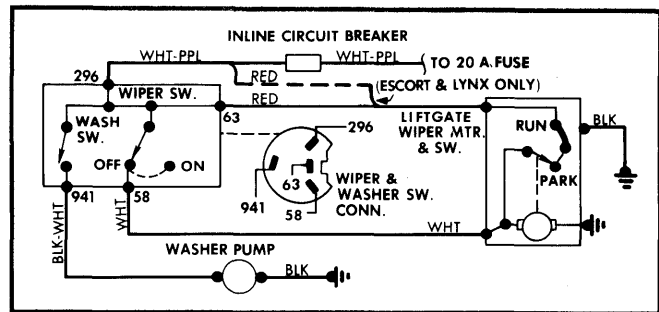 INLINE CIRCUIT BREAKER
WHT-PPL
WHT-PPL
TO 20 A.FUSE
296
RED
(ESCORT & LYNX ONLY)
WIPER SW.
RED
63
WASH
SW.
LIFTGATE
WIPER MTR.
& SW.
RUN
BLK
296
OFF
ON
PARK
63
WIPER &
WASHER SW.
CONN.
941
58
941
58
BLK-WHT
WHT
WHT
WASHER PUMP
BLK